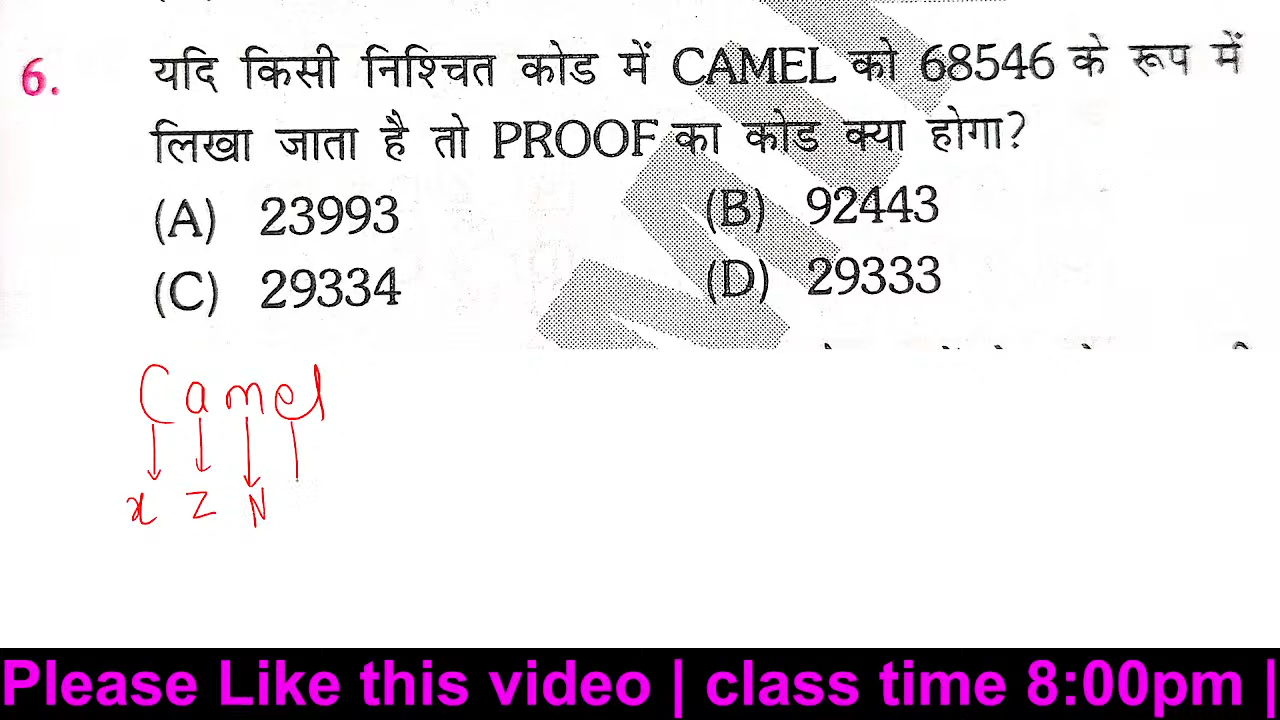 6. यदि किसी निश्चित कोड में CAMEL को 68546 के रूप में
लिखा जाता है तो PROOF का कोड क्या होगा?
(A) 23993 (B) 92443
(C) 29334 (D) 29333
Camel
x Z N
Please Like this video | class time 8:00pm |